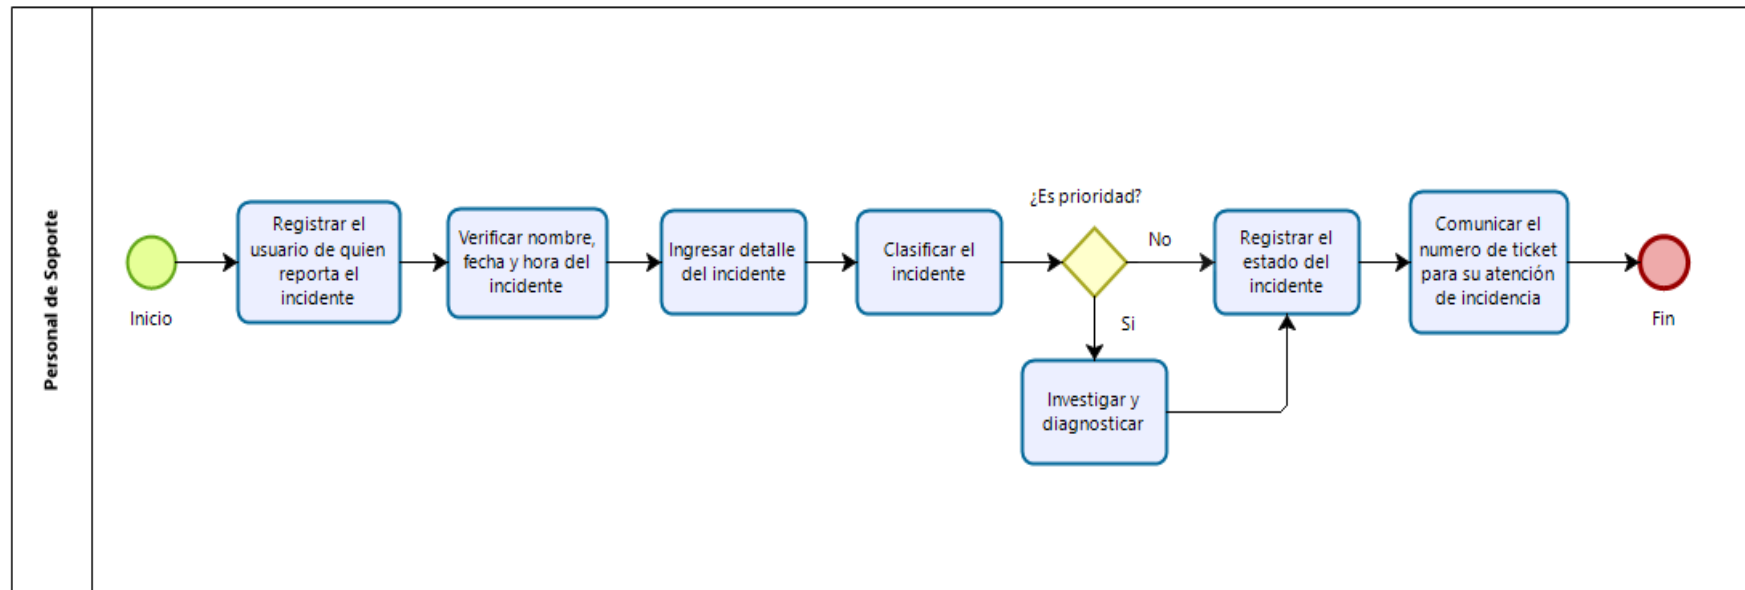 Personal de Soporte
Inicio
Registrar el
usuario de quien
reporta el
incidente
Verificar nombre,
fecha y hora del
incidente
Ingresar detalle
del incidente
Clasificar el
incidente
¿Es prioridad?
No
Si
Investigar y
diagnosticar
Registrar el
estado del
incidente
Comunicar el
numero de ticket
para su atención
de incidencia
Fin